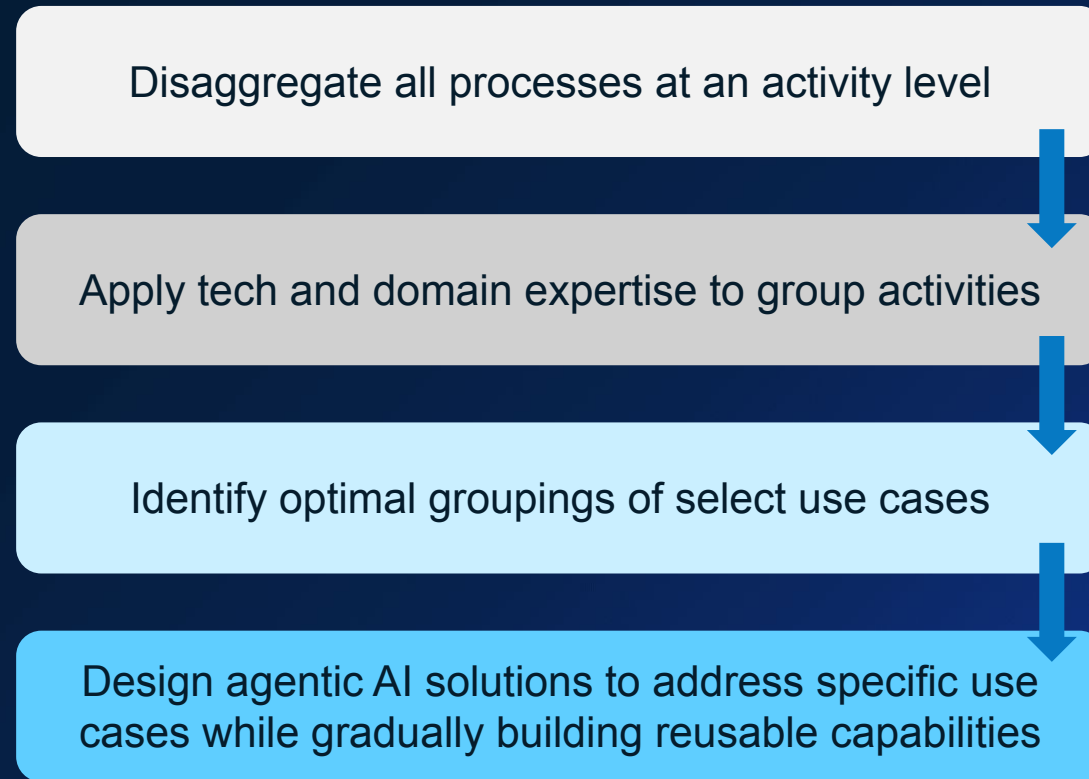 Disaggregate all processes at an activity level
Apply tech and domain expertise to group activities
Identify optimal groupings of select use cases
Design agentic AI solutions to address specific use
cases while gradually building reusable capabilities